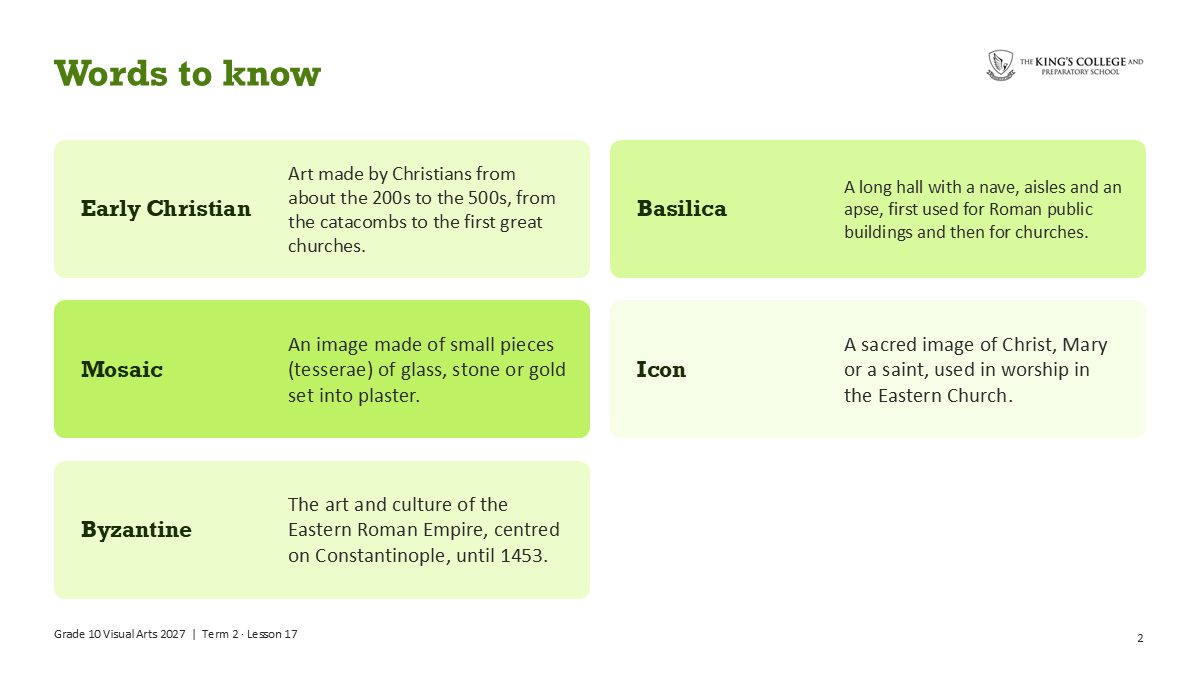 Words to know
THE KING'S COLLEGE AND
PREPARATORY SCHOOL
Early Christian
Art made by Christians from
about the 200s to the 500s, from
the catacombs to the first great
churches.
Basilica
A long hall with a nave, aisles and an
apse, first used for Roman public
buildings and then for churches.
Mosaic
An image made of small pieces
(tesserae) of glass, stone or gold
set into plaster.
Icon
A sacred image of Christ, Mary
or a saint, used in worship in
the Eastern Church.
Byzantine
The art and culture of the
Eastern Roman Empire, centred
on Constantinople, until 1453.
Grade 10 Visual Arts 2027 | Term 2 · Lesson 17
2